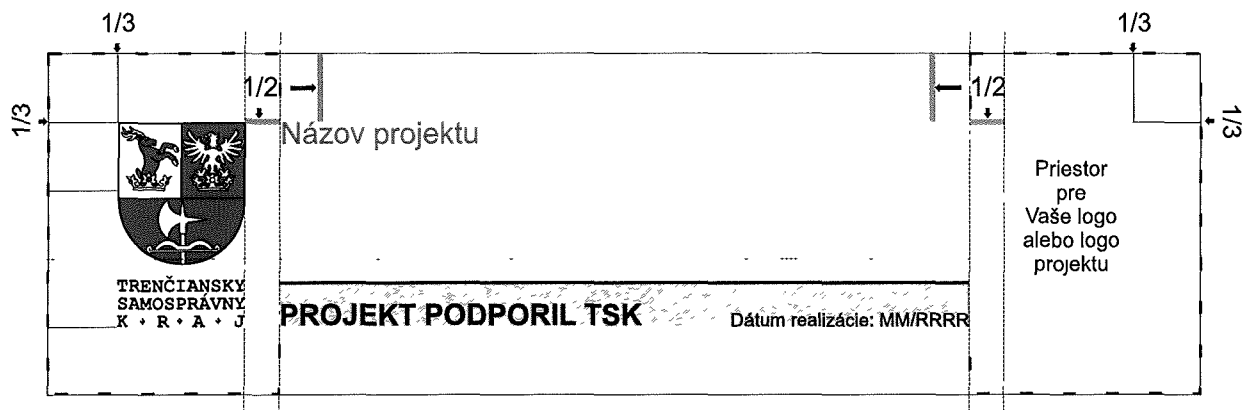 1/3
1/3
1/2
1/2
1/3
1/3
Názov projektu
Priestor
pre
Vaše logo
alebo logo
projektu
TRENČIANSKY
SAMOSPRÁVNY
K • R • A • J
PROJEKT PODPORIL TSK
Dátum realizácie: MM/RRRR